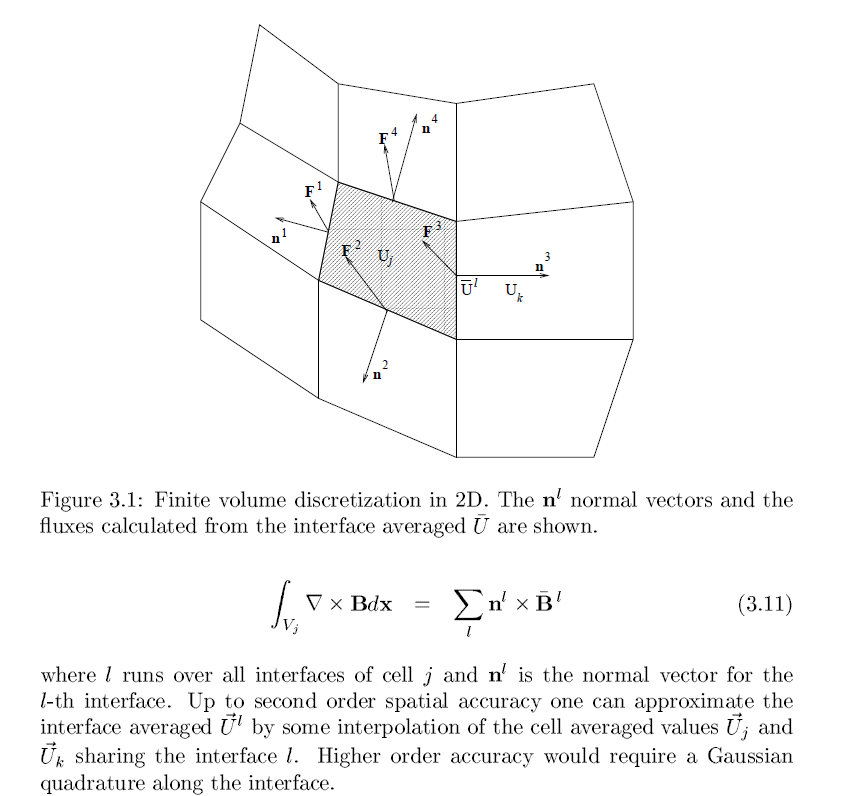 F⁴
n⁴
F¹
n¹
F²
U_j
F³
n³
Ū^l
U_k
n²
Figure 3.1: Finite volume discretization in 2D. The n^l normal vectors and the
fluxes calculated from the interface averaged Ū are shown.
∫_{V_j} ∇ × Bdx = ∑_l n^l × B̄^l (3.11)
where l runs over all interfaces of cell j and n^l is the normal vector for the
l-th interface. Up to second order spatial accuracy one can approximate the
interface averaged U⃗^l by some interpolation of the cell averaged values U⃗_j and
U⃗_k sharing the interface l. Higher order accuracy would require a Gaussian
quadrature along the interface.